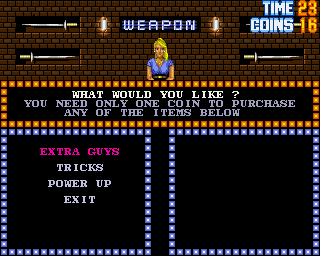 TIME 23
COINS 16
WEAPON
WHAT WOULD YOU LIKE ?
YOU NEED ONLY ONE COIN TO PURCHASE
ANY OF THE ITEMS BELOW
EXTRA GUYS
TRICKS
POWER UP
EXIT